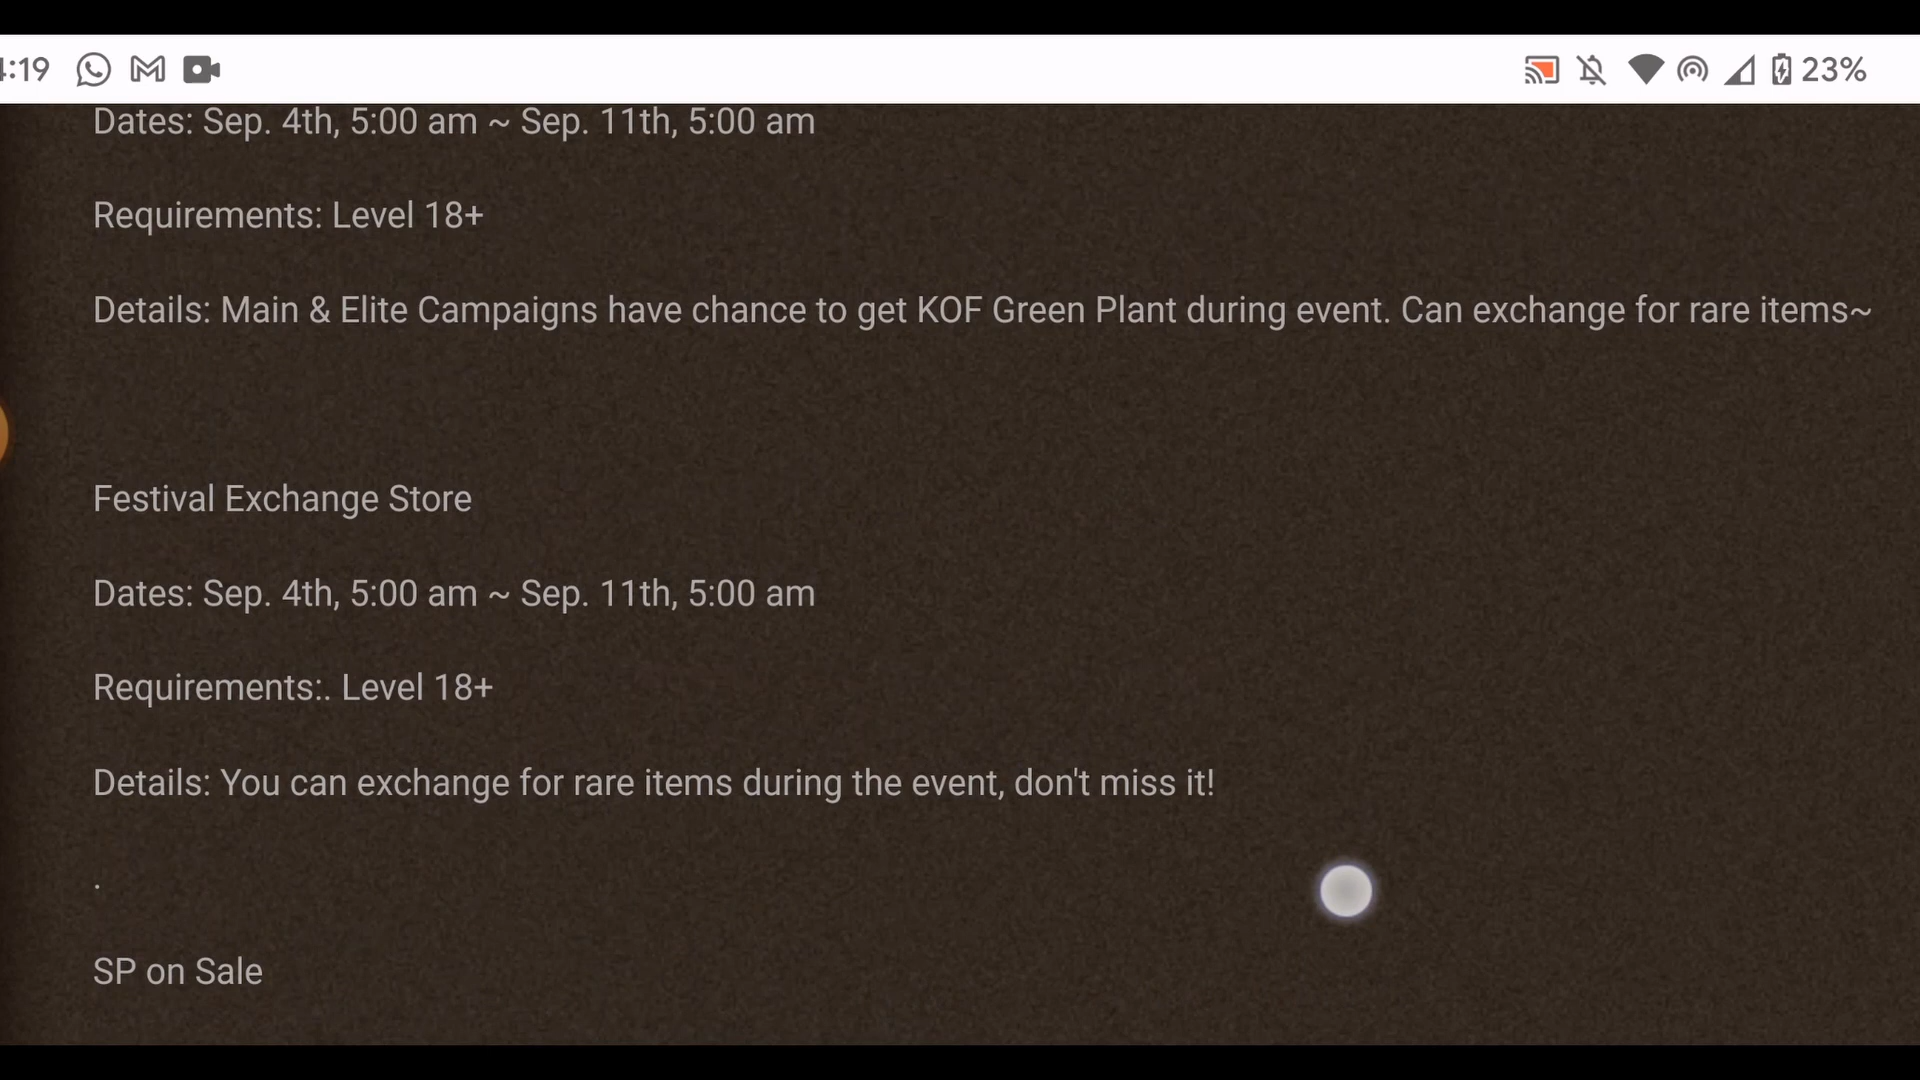 :19
23%
Dates: Sep. 4th, 5:00 am ~ Sep. 11th, 5:00 am
Requirements: Level 18+
Details: Main & Elite Campaigns have chance to get KOF Green Plant during event. Can exchange for rare items~
Festival Exchange Store
Dates: Sep. 4th, 5:00 am ~ Sep. 11th, 5:00 am
Requirements:. Level 18+
Details: You can exchange for rare items during the event, don't miss it!
.
SP on Sale